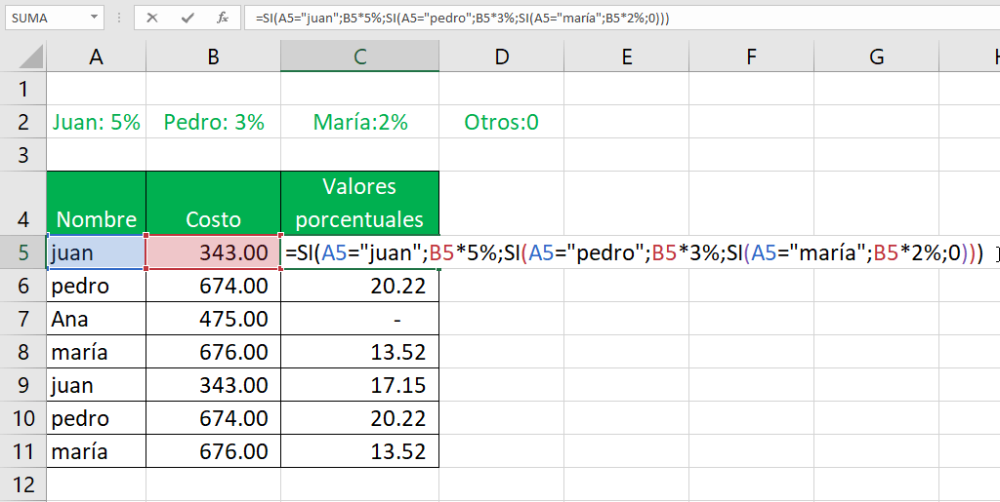 SUMA =SI(A5="juan";B5*5%;SI(A5="pedro";B5*3%;SI(A5="maría";B5*2%;0)))
A B C D E F G H
1
2 Juan: 5% Pedro: 3% María:2% Otros:0
3
Valores
4 Nombre Costo porcentuales
5 juan 343.00 =SI(A5="juan";B5*5%;SI(A5="pedro";B5*3%;SI(A5="maría";B5*2%;0)))
6 pedro 674.00 20.22
7 Ana 475.00 -
8 maría 676.00 13.52
9 juan 343.00 17.15
10 pedro 674.00 20.22
11 maría 676.00 13.52
12